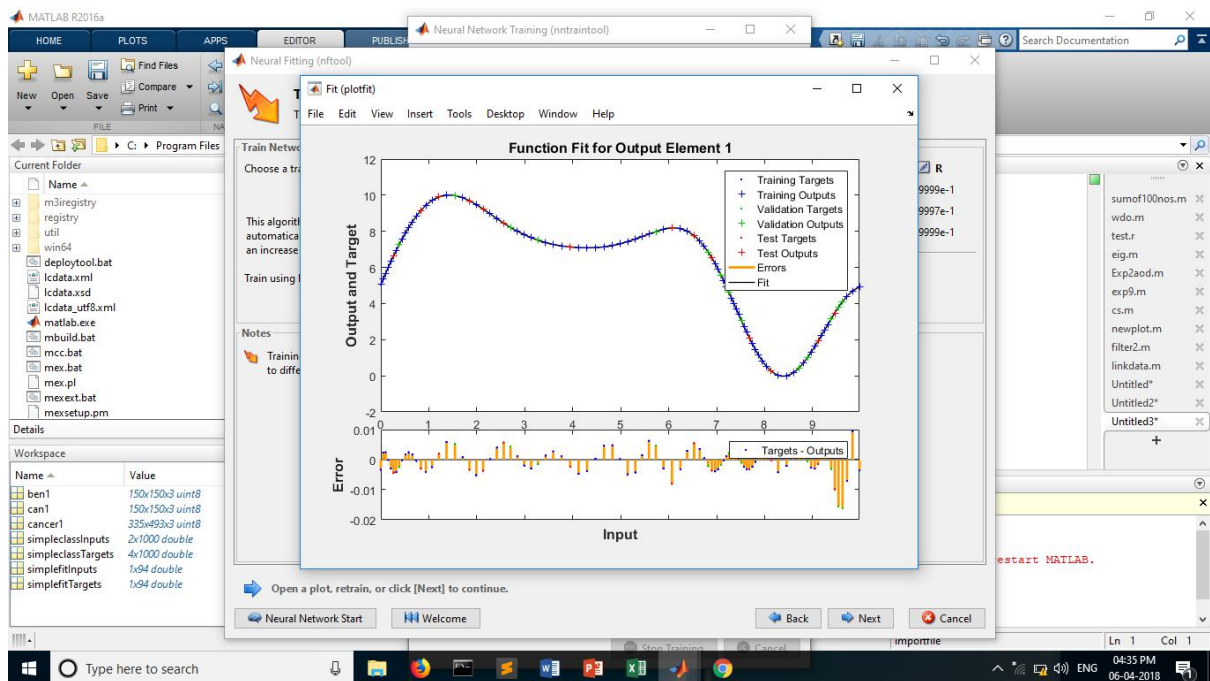 MATLAB R2016a
Neural Network Training (nntraintool)
HOME PLOTS APPS EDITOR PUBLISH
Search Documentation
New Open Save
Find Files
Compare
Print
FILE
NA
C: Program Files
Current Folder
Name
m3iregistry
registry
util
win64
deploytool.bat
lcdata.xml
lcdata.xsd
lcdata_utf8.xml
matlab.exe
mbuild.bat
mcc.bat
mex.bat
mex.pl
mexext.bat
mexsetup.pm
Details
Workspace
Name Value
ben1 150x150x3 uint8
can1 150x150x3 uint8
cancer1 335x493x3 uint8
simpleclassInputs 2x1000 double
simpleclassTargets 4x1000 double
simplefitInputs 1x94 double
simplefitTargets 1x94 double
Neural Fitting (nftool)
Train Netwo
Choose a tra
This algorith
automatica
an increase
Train using
Notes
Trainin
to diffe
R
9999e-1
9997e-1
9999e-1
Fit (plotfit)
File Edit View Insert Tools Desktop Window Help
Function Fit for Output Element 1
12
10
8
6
4
2
0
-2
Output and Target
Training Targets
Training Outputs
Validation Targets
Validation Outputs
Test Targets
Test Outputs
Errors
Fit
0 1 2 3 4 5 6 7 8 9
0.01
0
-0.01
-0.02
Error
Targets - Outputs
Input
Open a plot, retrain, or click [Next] to continue.
Neural Network Start Welcome Back Next Cancel
Stop Training Cancel
sumof100nos.m
wdo.m
test.r
eig.m
Exp2aod.m
exp9.m
cs.m
newplot.m
filter2.m
linkdata.m
Untitled*
Untitled2*
Untitled3*
estart MATLAB.
importfile
Ln 1 Col 1
Type here to search
ENG
04:35 PM
06-04-2018